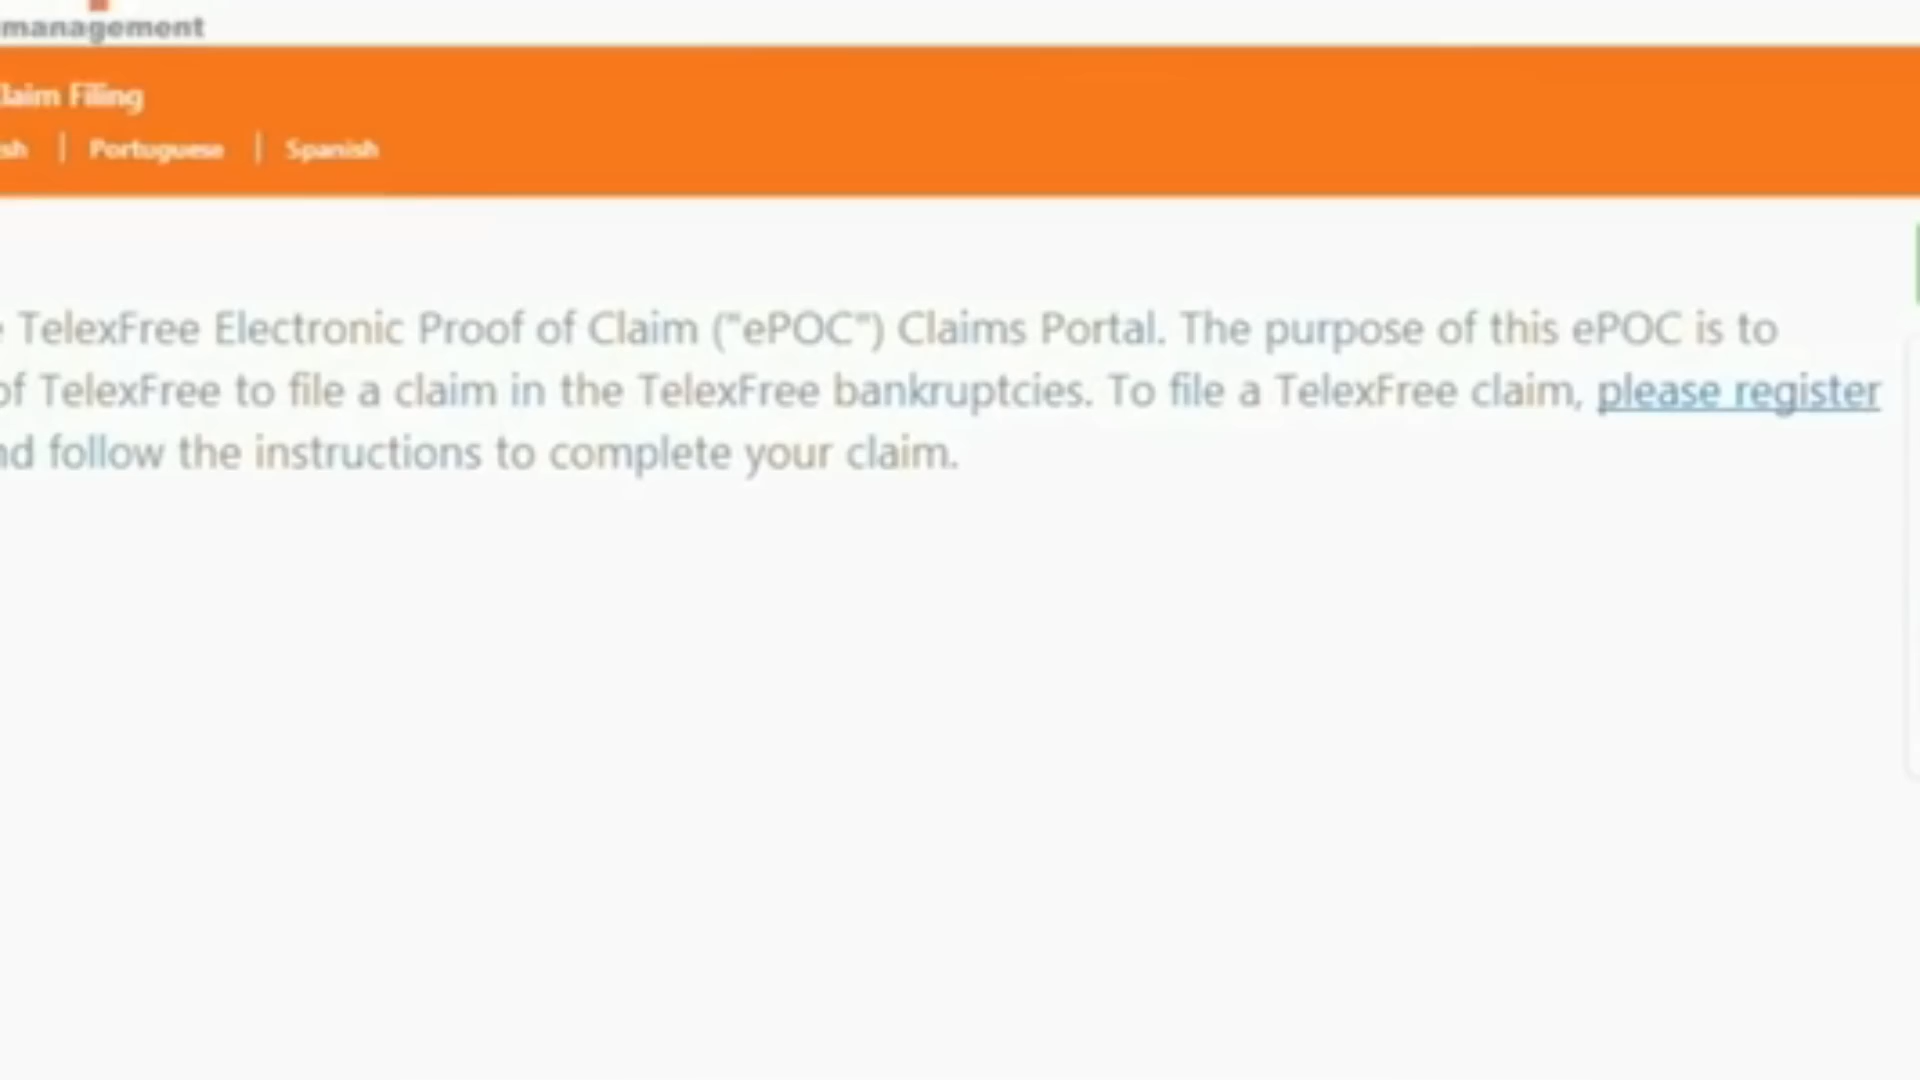 management
laim Filing
sh | Portuguese | Spanish
TelexFree Electronic Proof of Claim ("ePOC") Claims Portal. The purpose of this ePOC is to
of TelexFree to file a claim in the TelexFree bankruptcies. To file a TelexFree claim, please register
nd follow the instructions to complete your claim.